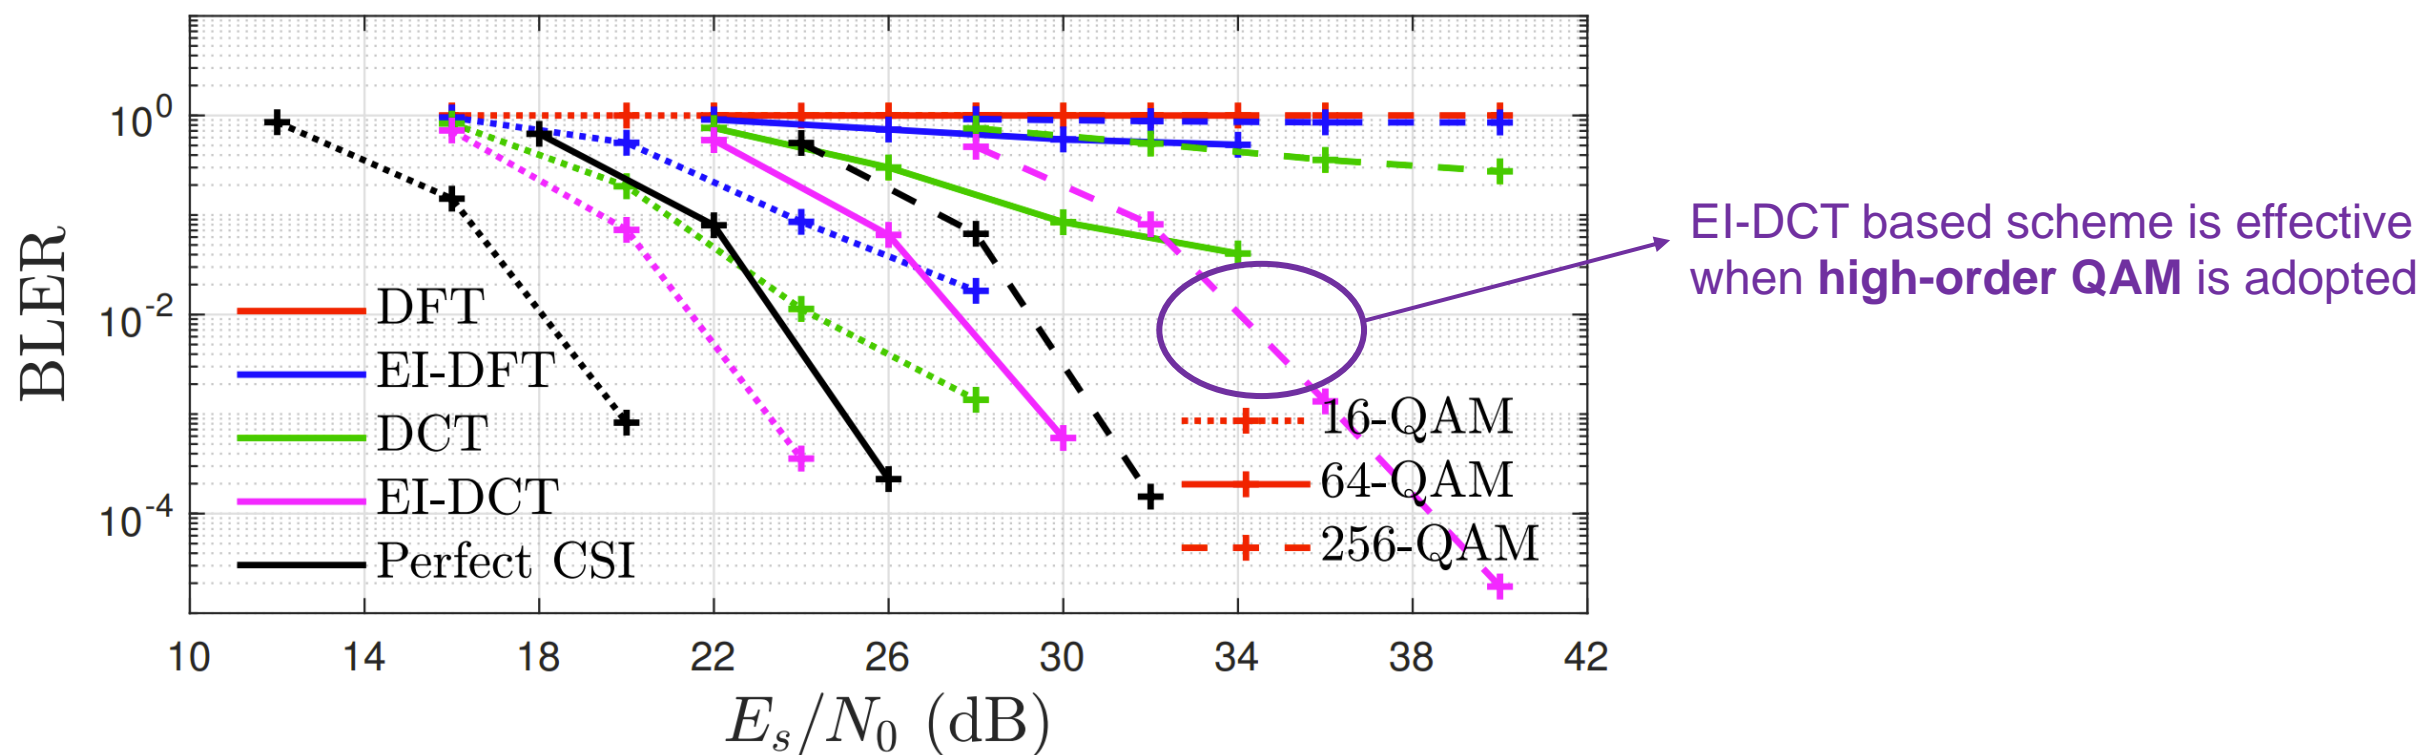 10^0
10^-2
10^-4
BLER
DFT
EI-DFT
DCT
EI-DCT
Perfect CSI
16-QAM
64-QAM
256-QAM
10 14 18 22 26 30 34 38 42
E_s/N_0 (dB)
EI-DCT based scheme is effective
when high-order QAM is adopted